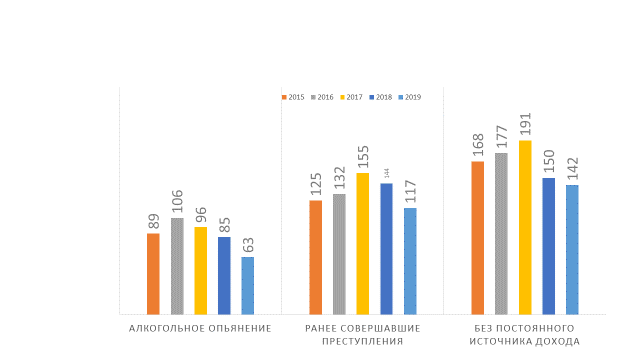 2015 2016 2017 2018 2019
89 106 96 85 63
125 132 155 144 117
168 177 191 150 142
АЛКОГОЛЬНОЕ ОПЬЯНЕНИЕ
РАНЕЕ СОВЕРШАВШИЕ
ПРЕСТУПЛЕНИЯ
БЕЗ ПОСТОЯННОГО
ИСТОЧНИКА ДОХОДА